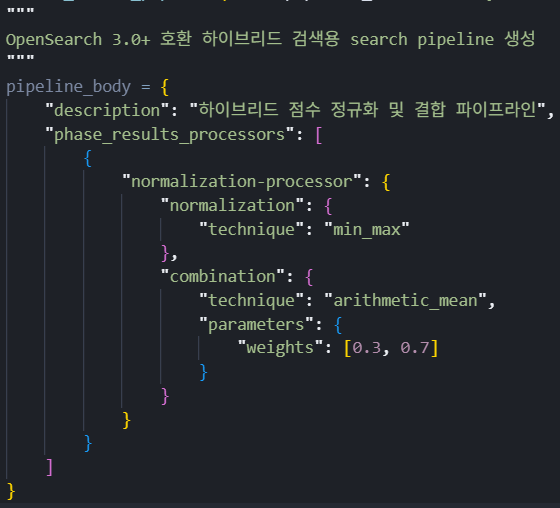 """
OpenSearch 3.0+ 호환 하이브리드 검색용 search pipeline 생성
"""
pipeline_body = {
    "description": "하이브리드 점수 정규화 및 결합 파이프라인",
    "phase_results_processors": [
        {
            "normalization-processor": {
                "normalization": {
                    "technique": "min_max"
                },
                "combination": {
                    "technique": "arithmetic_mean",
                    "parameters": {
                        "weights": [0.3, 0.7]
                    }
                }
            }
        }
    ]
}